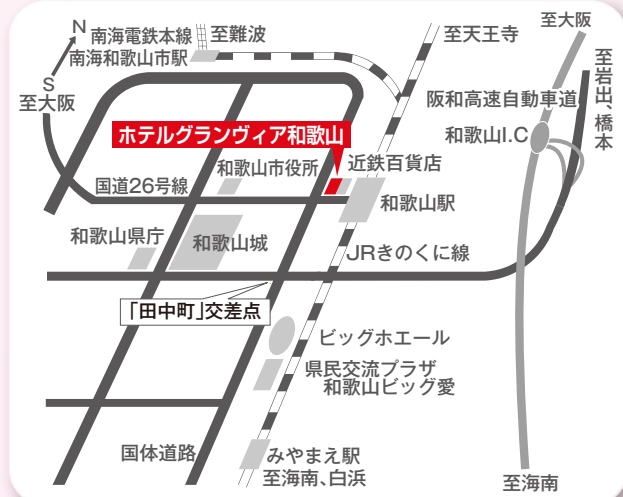 N
S
南海電鉄本線
至難波
南海和歌山市駅
至大阪
至天王寺
至大阪
至岩出、橋本
阪和高速自動車道
和歌山I.C
ホテルグランヴィア和歌山
近鉄百貨店
和歌山市役所
国道26号線
和歌山駅
和歌山県庁
和歌山城
JRきのくに線
「田中町」交差点
ビッグホエール
県民交流プラザ
和歌山ビッグ愛
国体道路
みやまえ駅
至海南、白浜
至海南